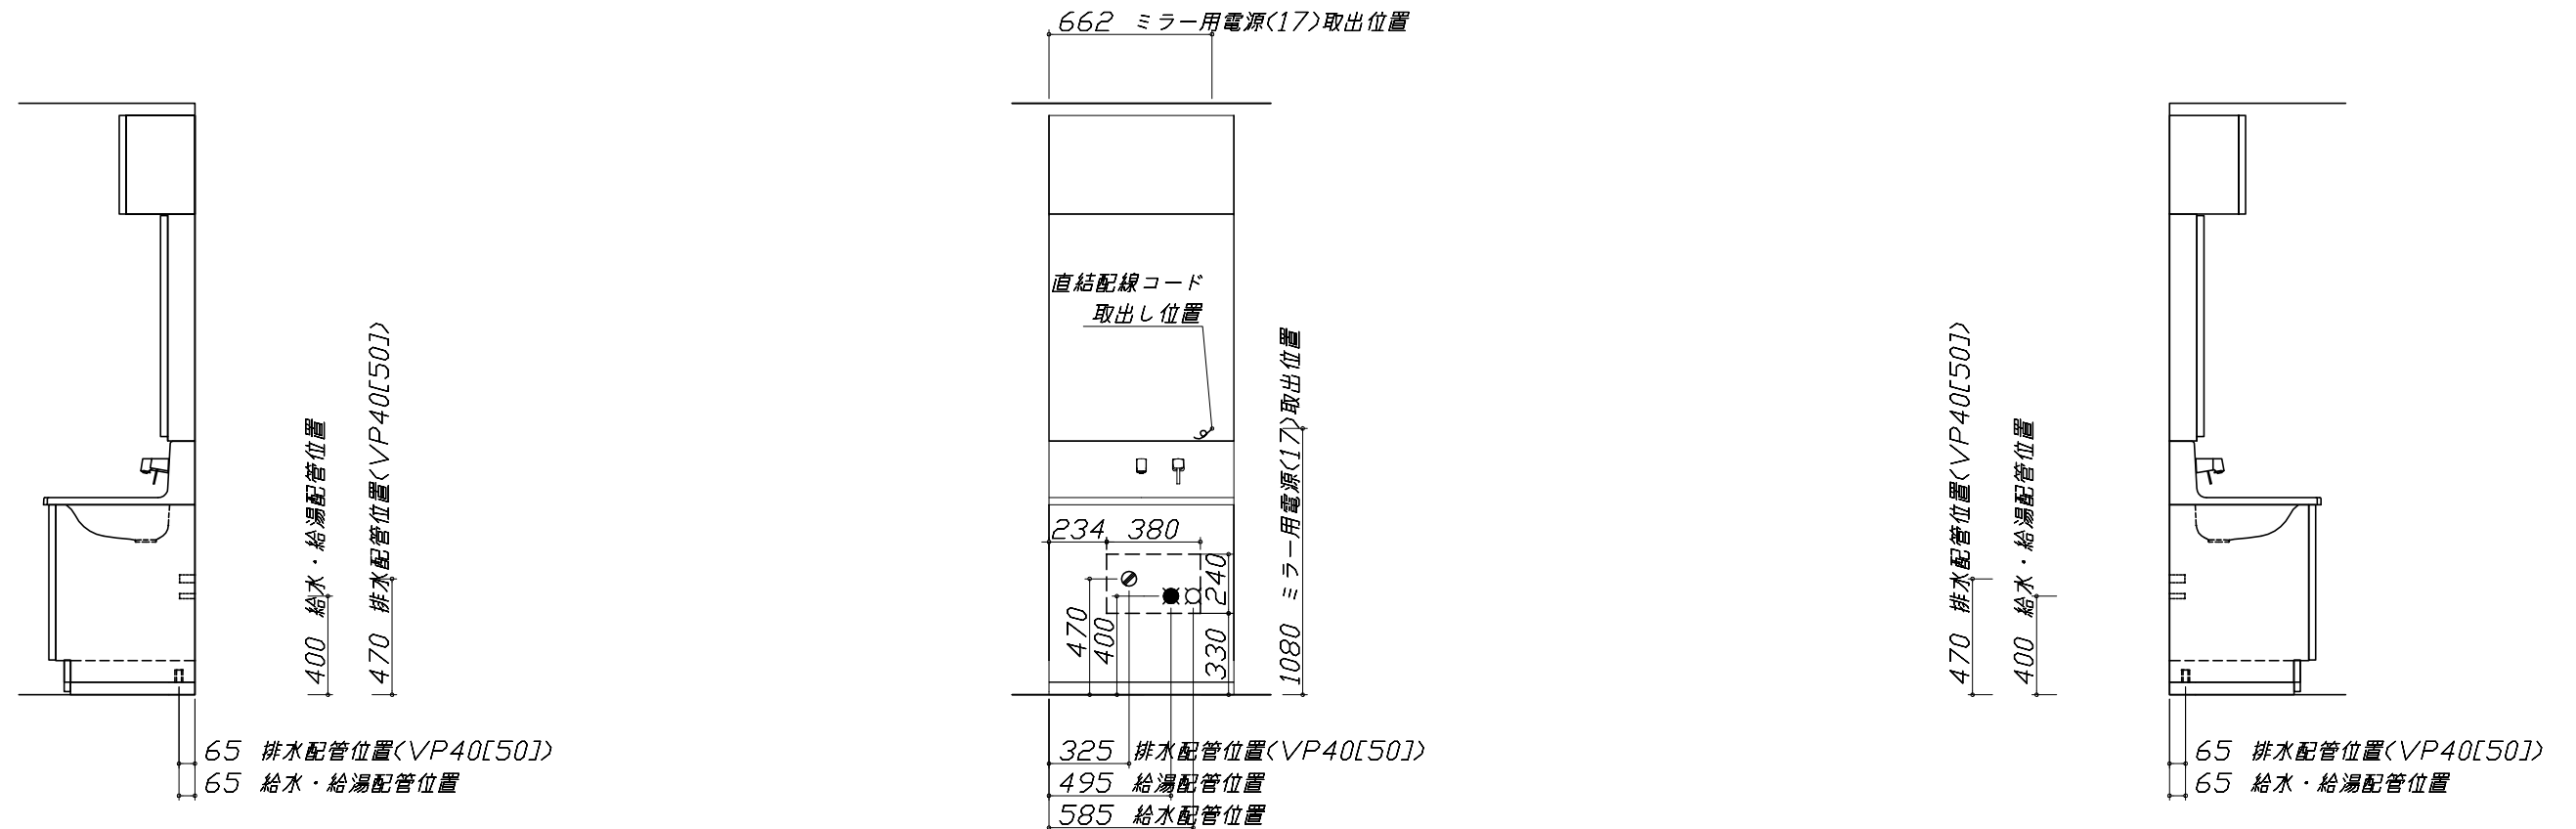 662 ミラー用電源(17)取出位置
直結配線コード
取出し位置
400 給水・給湯配管位置
470 排水配管位置(VP40[50])
1080 ミラー用電源(17)取出位置
470 排水配管位置(VP40[50])
400 給水・給湯配管位置
234 380
240
330
470
400
65 排水配管位置(VP40[50])
65 給水・給湯配管位置
325 排水配管位置(VP40[50])
495 給湯配管位置
585 給水配管位置
65 排水配管位置(VP40[50])
65 給水・給湯配管位置